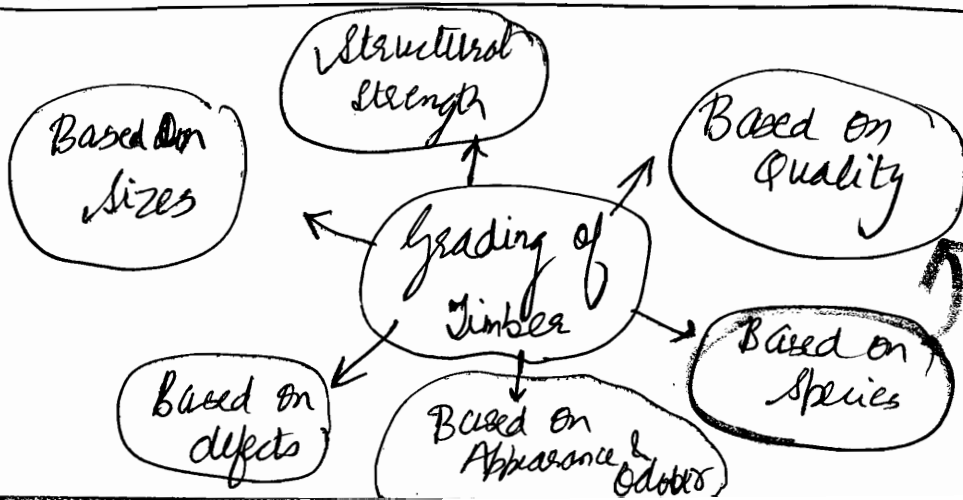 Structural
Strength
Based on
Sizes
Based on
Quality
Grading of
Timber
Based on
Species
Based on
defects
Based on
Appearance &
Odober